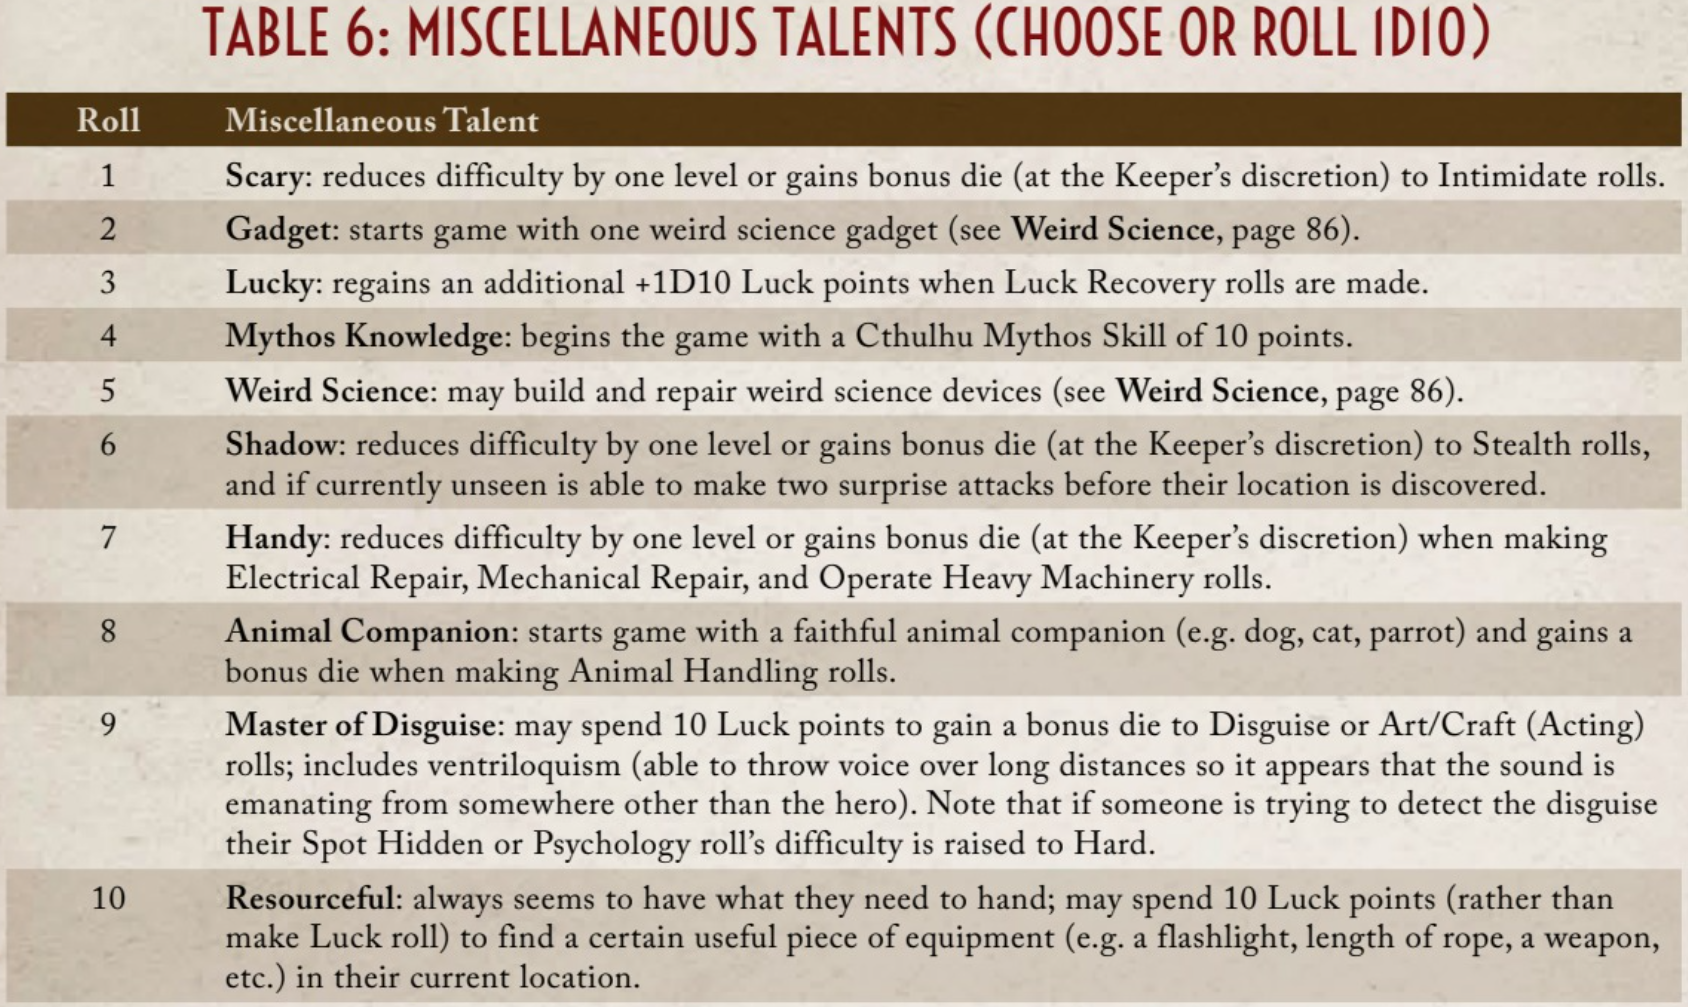 TABLE 6: MISCELLANEOUS TALENTS (CHOOSE OR ROLL 1D10)
Roll Miscellaneous Talent
1 Scary: reduces difficulty by one level or gains bonus die (at the Keeper's discretion) to Intimidate rolls.
2 Gadget: starts game with one weird science gadget (see Weird Science, page 86).
3 Lucky: regains an additional +1D10 Luck points when Luck Recovery rolls are made.
4 Mythos Knowledge: begins the game with a Cthulhu Mythos Skill of 10 points.
5 Weird Science: may build and repair weird science devices (see Weird Science, page 86).
6 Shadow: reduces difficulty by one level or gains bonus die (at the Keeper's discretion) to Stealth rolls,
and if currently unseen is able to make two surprise attacks before their location is discovered.
7 Handy: reduces difficulty by one level or gains bonus die (at the Keeper's discretion) when making
Electrical Repair, Mechanical Repair, and Operate Heavy Machinery rolls.
8 Animal Companion: starts game with a faithful animal companion (e.g. dog, cat, parrot) and gains a
bonus die when making Animal Handling rolls.
9 Master of Disguise: may spend 10 Luck points to gain a bonus die to Disguise or Art/Craft (Acting)
rolls; includes ventriloquism (able to throw voice over long distances so it appears that the sound is
emanating from somewhere other than the hero). Note that if someone is trying to detect the disguise
their Spot Hidden or Psychology roll's difficulty is raised to Hard.
10 Resourceful: always seems to have what they need to hand; may spend 10 Luck points (rather than
make Luck roll) to find a certain useful piece of equipment (e.g. a flashlight, length of rope, a weapon,
etc.) in their current location.